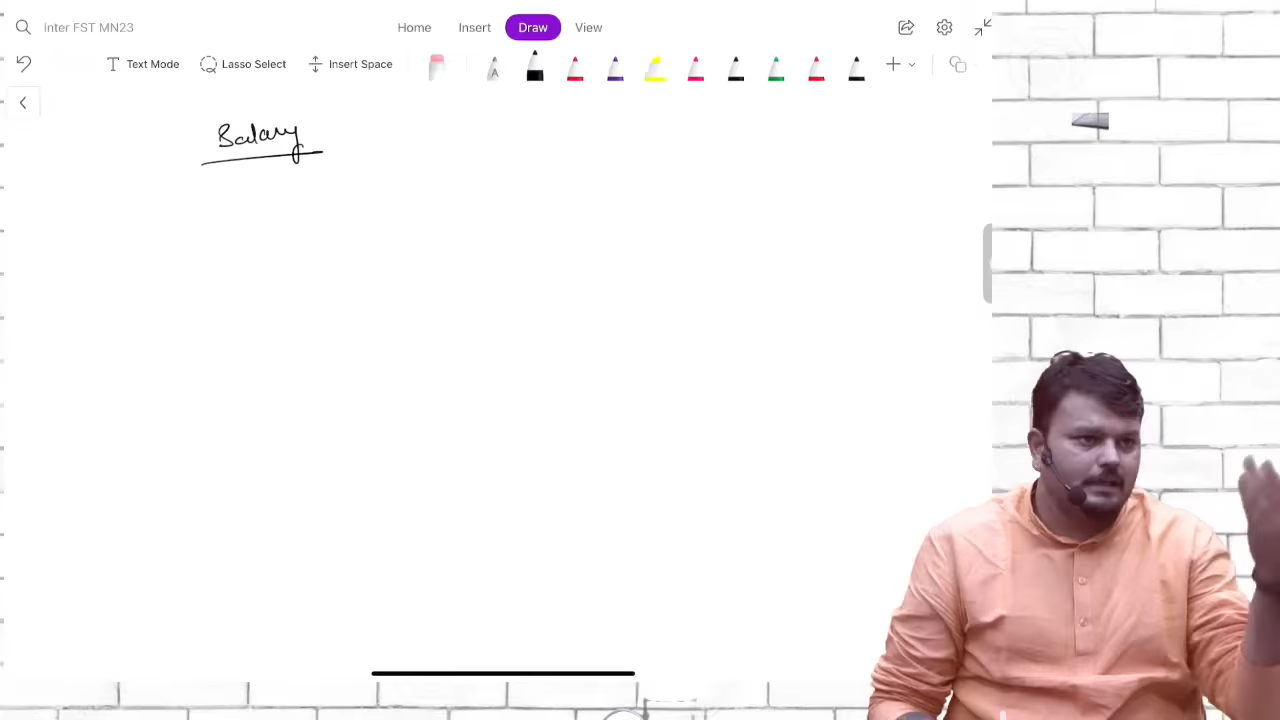 inter FST MN23
Home Insert Draw View
Text Mode Lasso Select Insert Space
A
Salary